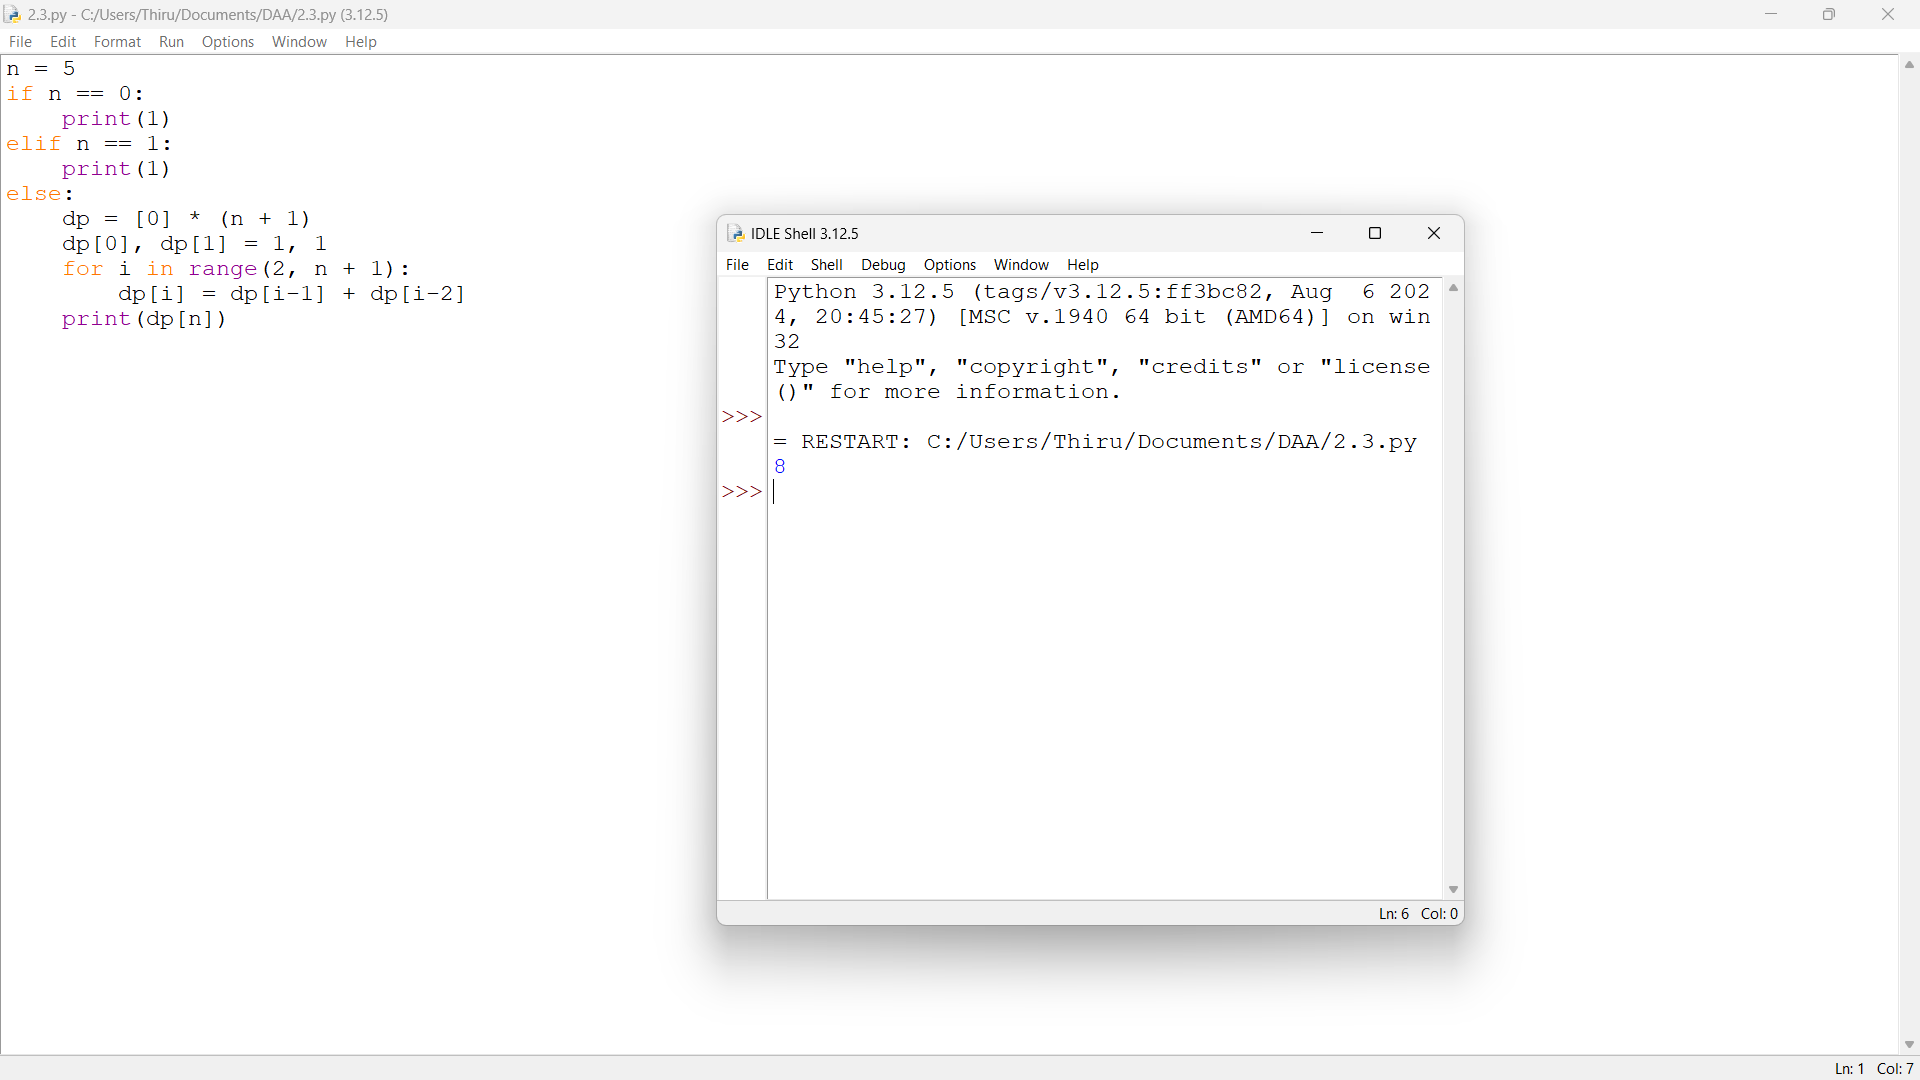 2.3.py - C:/Users/Thiru/Documents/DAA/2.3.py (3.12.5)
File Edit Format Run Options Window Help
n = 5
if n == 0:
    print(1)
elif n == 1:
    print(1)
else:
    dp = [0] * (n + 1)
    dp[0], dp[1] = 1, 1
    for i in range(2, n + 1):
        dp[i] = dp[i-1] + dp[i-2]
    print(dp[n])
IDLE Shell 3.12.5
File Edit Shell Debug Options Window Help
Python 3.12.5 (tags/v3.12.5:ff3bc82, Aug  6 202
4, 20:45:27) [MSC v.1940 64 bit (AMD64)] on win
32
Type "help", "copyright", "credits" or "license
()" for more information.
>>>
= RESTART: C:/Users/Thiru/Documents/DAA/2.3.py
8
>>>
Ln: 6 Col: 0
Ln: 1 Col: 7